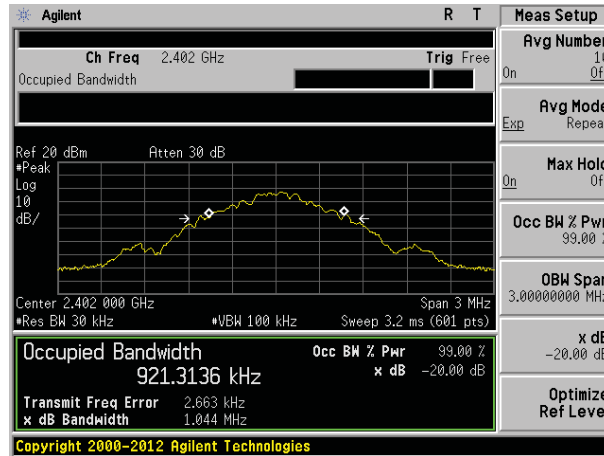 Agilent R T
Meas Setup
Ch Freq 2.402 GHz Trig Free
Occupied Bandwidth
Avg Number
On
Avg Mode
Exp Repea
Max Hold
On
Occ BW % Pwr
99.00
OBW Span
3.00000000 MHz
x dB
-20.00 dB
Optimize
Ref Leve
Ref 20 dBm Atten 30 dB
#Peak
Log
10
dB/
Center 2.402 000 GHz Span 3 MHz
#Res BW 30 kHz #VBW 100 kHz Sweep 3.2 ms (601 pts)
Occupied Bandwidth Occ BW % Pwr 99.00 %
921.3136 kHz x dB -20.00 dB
Transmit Freq Error 2.663 kHz
x dB Bandwidth 1.044 MHz
Copyright 2000-2012 Agilent Technologies